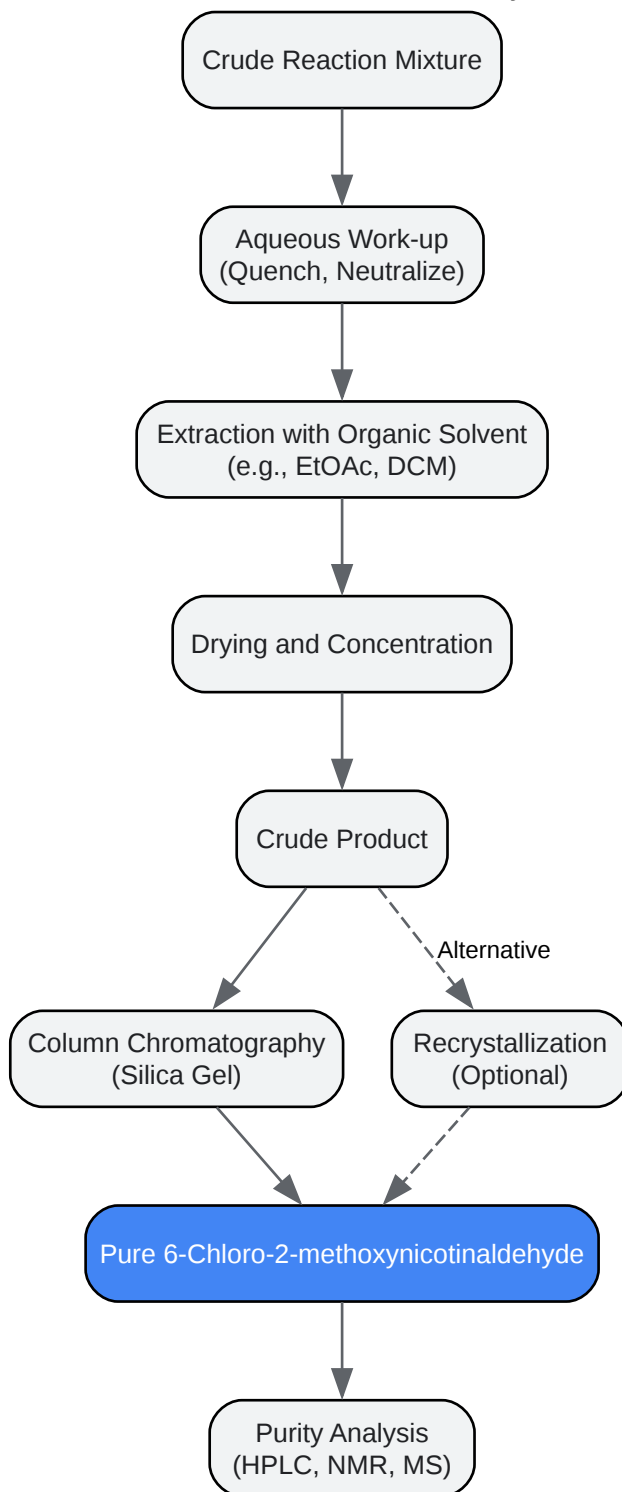 Crude Reaction Mixture
Aqueous Work-up
(Quench, Neutralize)
Extraction with Organic Solvent
(e.g., EtOAc, DCM)
Drying and Concentration
Crude Product
Alternative
Column Chromatography
(Silica Gel)
Recrystallization
(Optional)
Pure 6-Chloro-2-methoxynicotinaldehyde
Purity Analysis
(HPLC, NMR, MS)